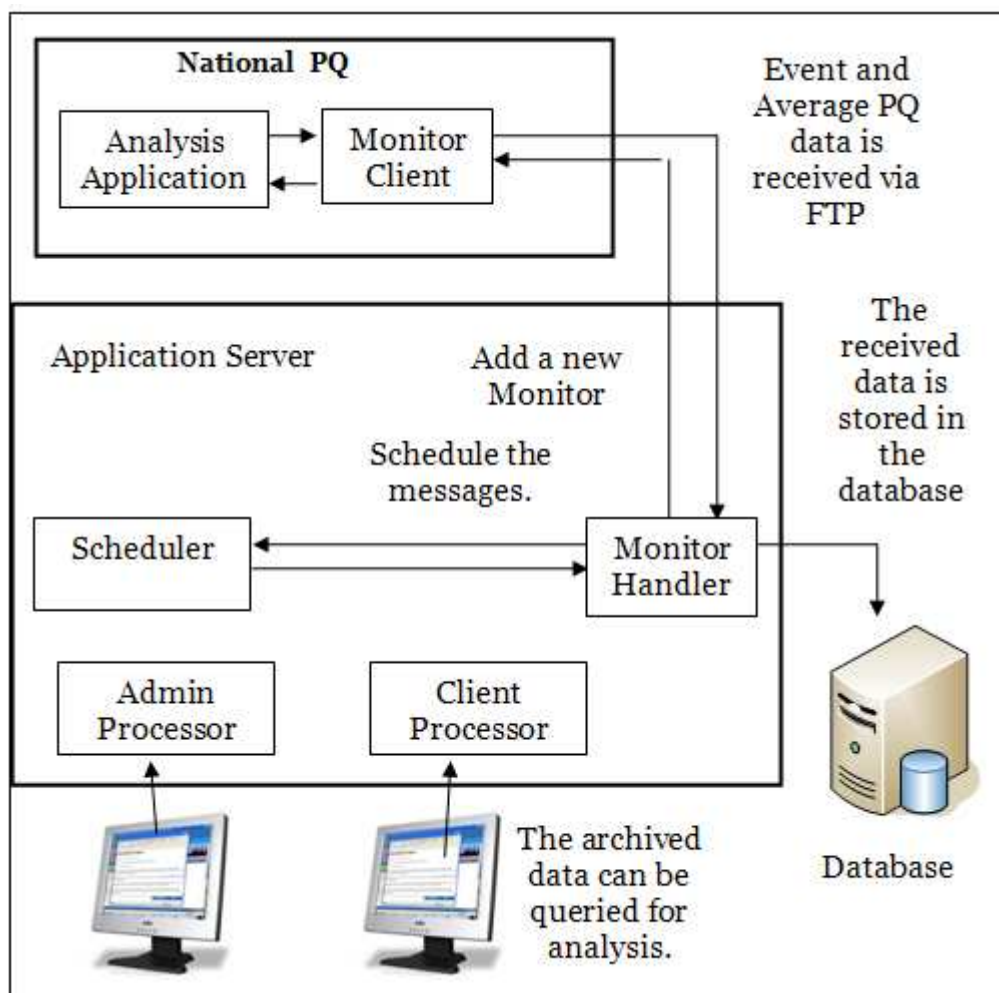 National PQ
Analysis
Application
Monitor
Client
Event and
Average PQ
data is
received via
FTP
Application Server
Add a new
Monitor
Schedule the
messages.
The
received
data is
stored in
the
database
Scheduler
Monitor
Handler
Admin
Processor
Client
Processor
The archived
data can be
queried for
analysis.
Database